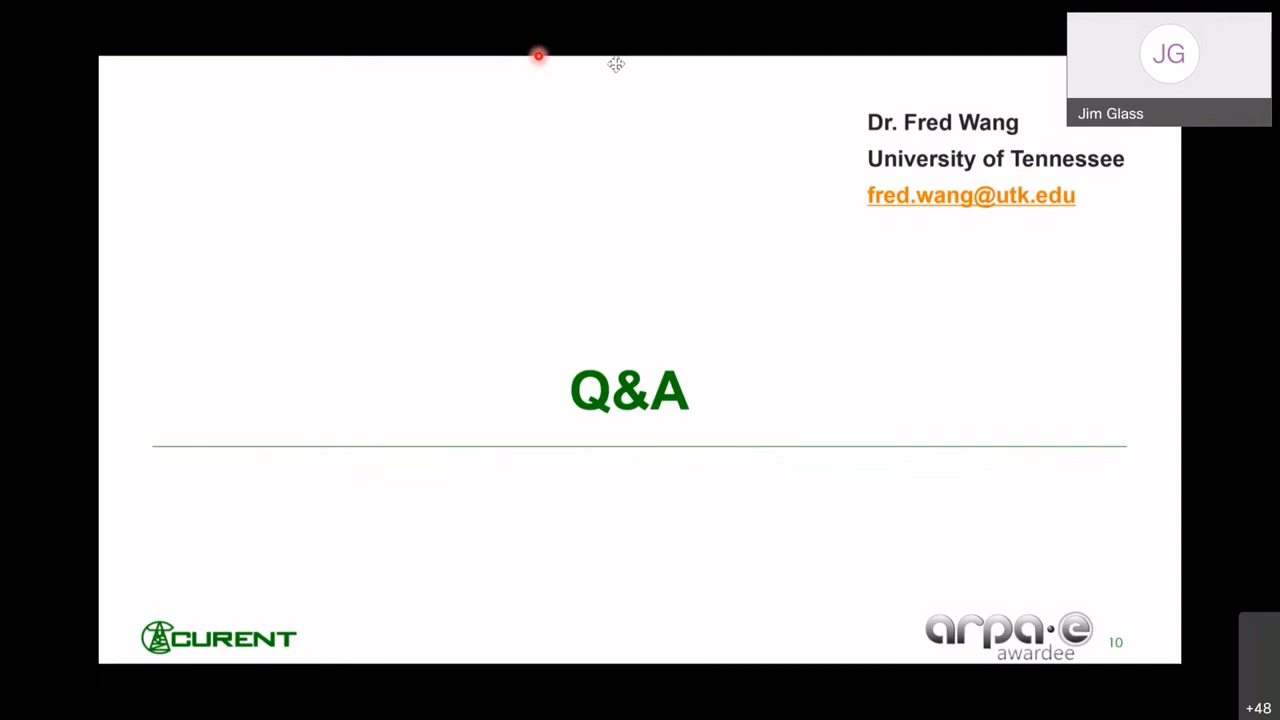 JG
Jim Glass
Dr. Fred Wang
University of Tennessee
fred.wang@utk.edu
Q&A
CURENT
arpa·e
awardee
10
+48